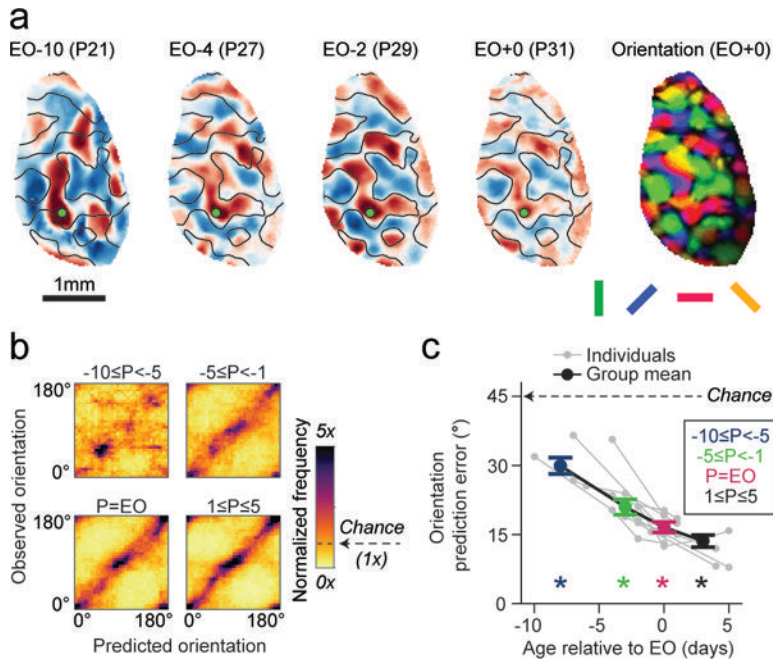 a
EO-10 (P21)
EO-4 (P27)
EO-2 (P29)
EO+0 (P31)
Orientation (EO+0)
1mm
b
-10≤P<-5
-5≤P<-1
180°
0°
P=EO
1≤P≤5
180°
0°
0
180°
0
180°
Observed orientation
Predicted orientation
Normalized frequency
5x
0x
Chance
(1x)
c
Individuals
Group mean
Chance
-10≤P<-5
-5≤P<-1
P=EO
1≤P≤5
Orientation
prediction error (°)
45
30
15
0
* * * *
-10 -5 0 5
Age relative to EO (days)